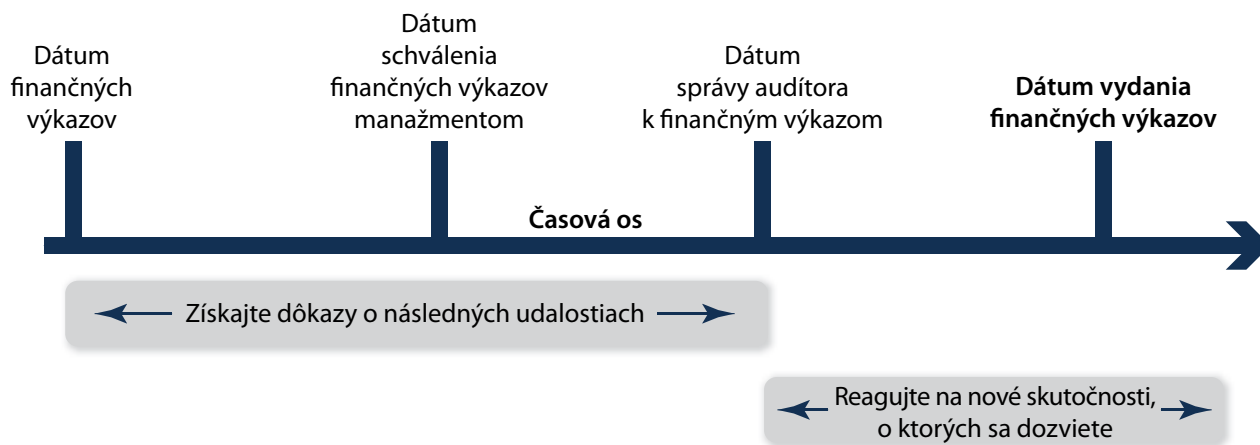 Dátum
finančných
výkazov
Dátum
schválenia
finančných výkazov
manažmentom
Dátum
správy audítora
k finančným výkazom
Dátum vydania
finančných výkazov
Časová os
Získajte dôkazy o následných udalostiach
Reagujte na nové skutočnosti,
o ktorých sa dozviete